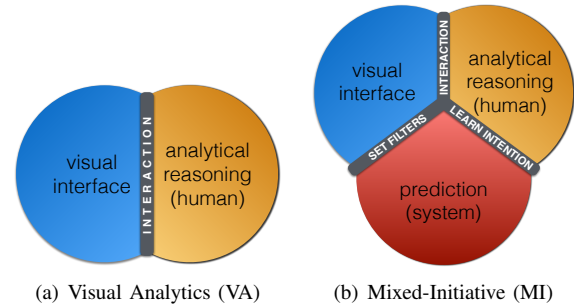 visual
interface
INTERACTION
analytical
reasoning
(human)
(a) Visual Analytics (VA)
visual
interface
INTERACTION
analytical
reasoning
(human)
SET FILTERS
LEARN INTENTION
prediction
(system)
(b) Mixed-Initiative (MI)